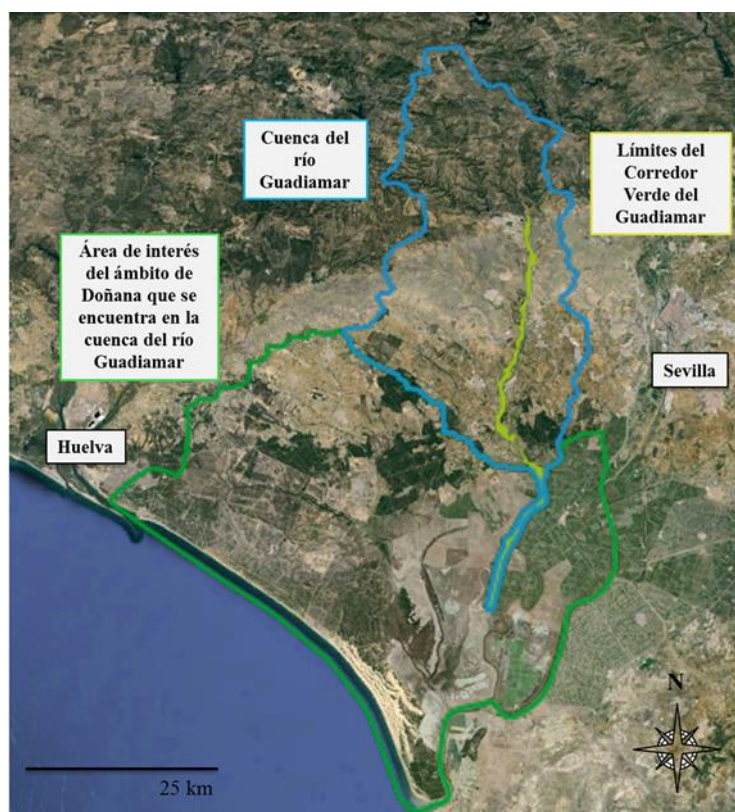 Cuenca del
río
Guadiamar
Límites del
Corredor
Verde del
Guadiamar
Área de interés
del ámbito de
Doñana que se
encuentra en la
cuenca del río
Guadiamar
Sevilla
Huelva
N
25 km